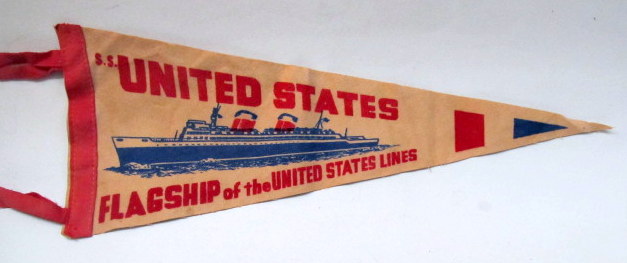 S.S. UNITED STATES
FLAGSHIP of the UNITED STATES LINES